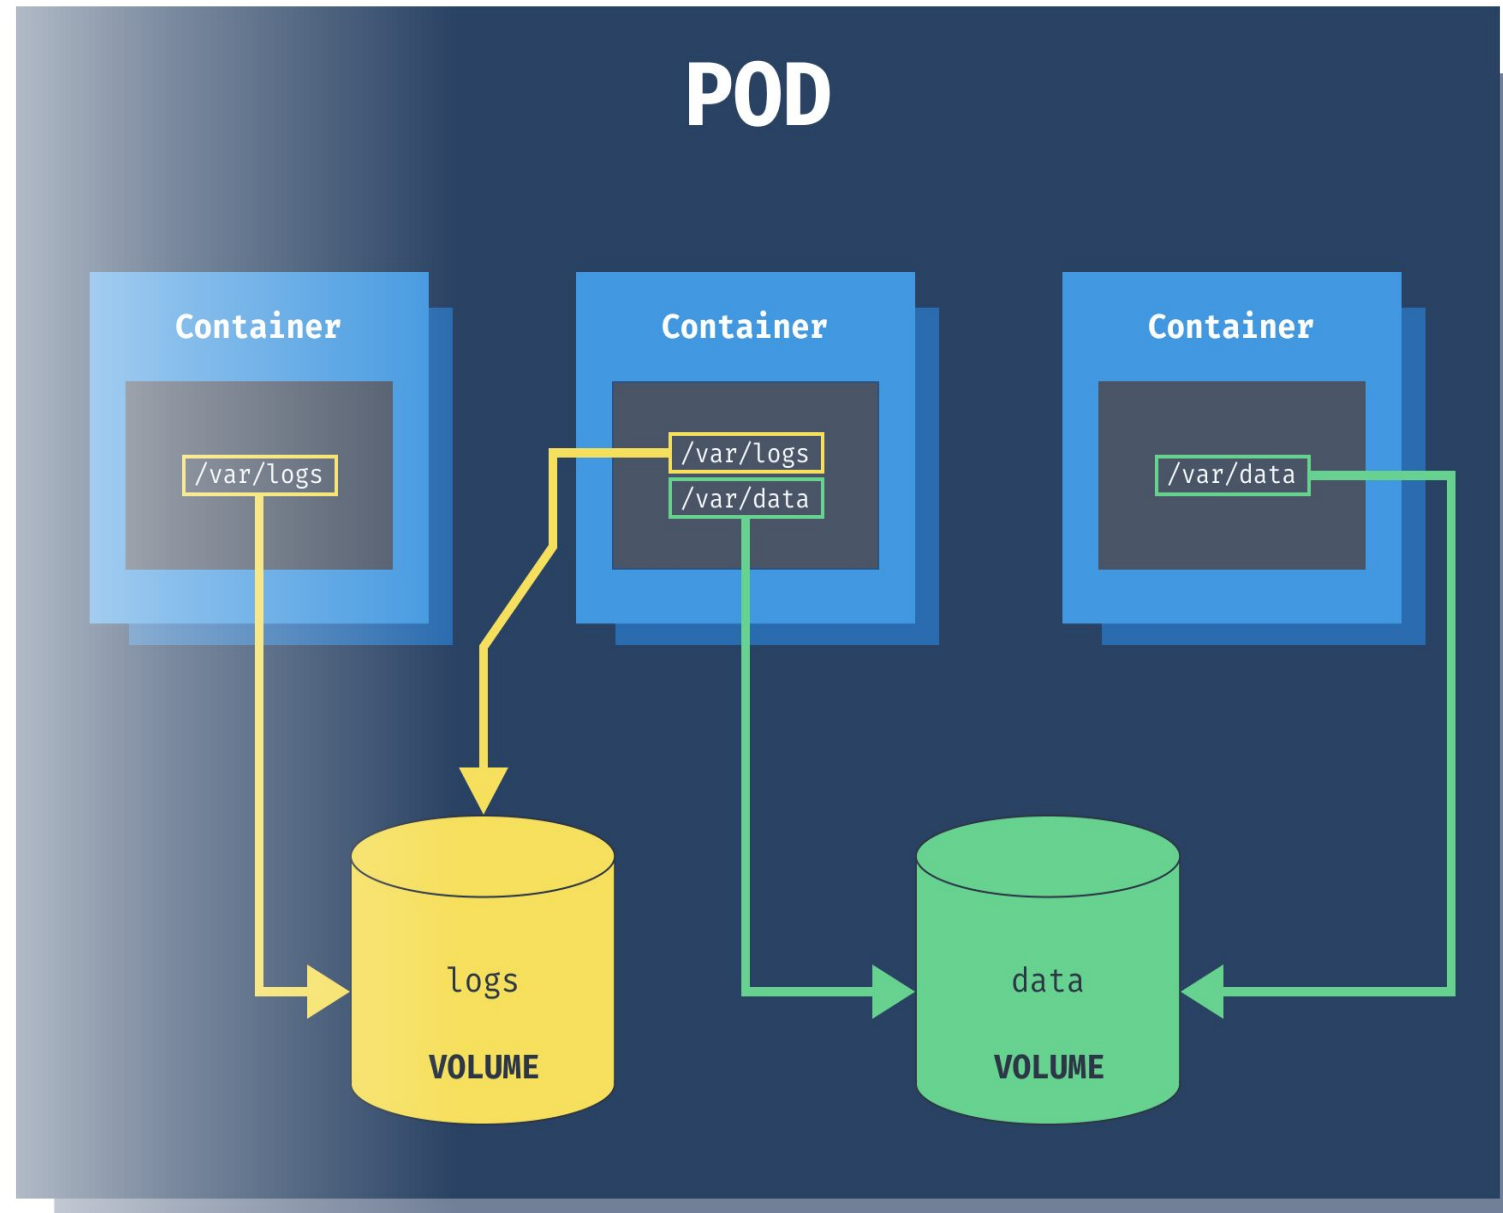 POD
Container
/var/logs
Container
/var/logs
/var/data
Container
/var/data
logs
VOLUME
data
VOLUME